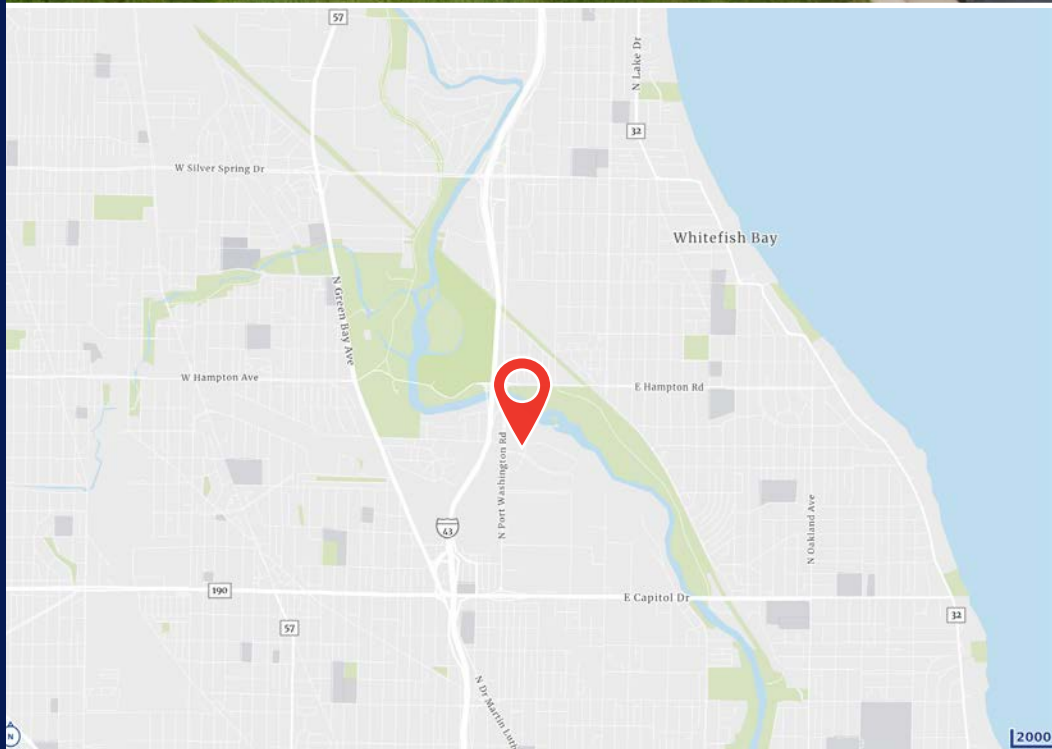 57
N Lake Dr
32
W Silver Spring Dr
Whitefish Bay
N Green Bay Ave
W Hampton Ave
E Hampton Rd
N Port Washington Rd
43
N Oakland Ave
190
E Capitol Dr
32
57
N Dr Martin Luth
N
2000